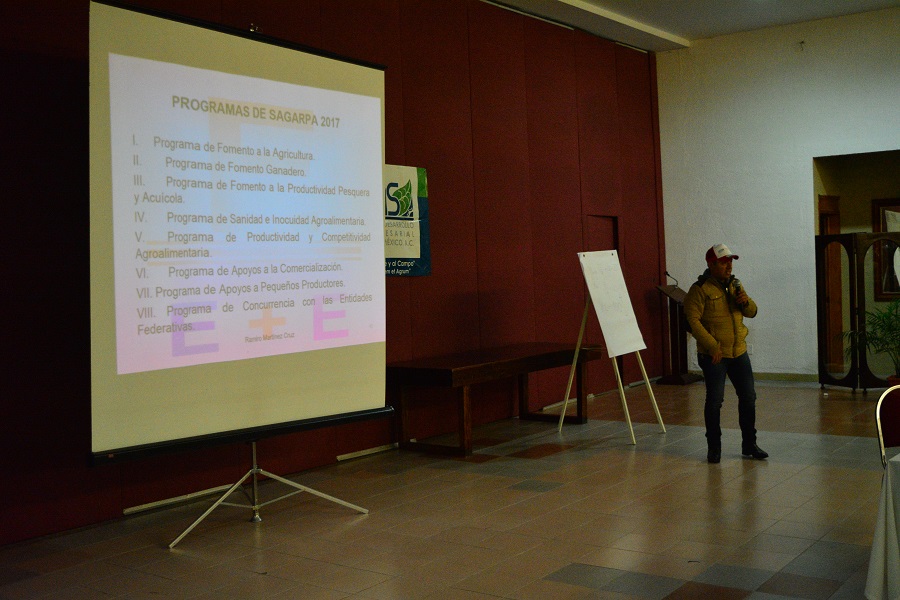 PROGRAMAS DE SAGARPA 2017
I. Programa de Fomento a la Agricultura.
II. Programa de Fomento Ganadero.
III. Programa de Fomento a la Productividad Pesquera
y Acuícola.
IV. Programa de Sanidad e Inocuidad Agroalimentaria.
V. Programa de Productividad y Competitividad
Agroalimentaria.
VI. Programa de Apoyos a la Comercialización.
VII. Programa de Apoyos a Pequeños Productores.
VIII. Programa de Concurrencia con las Entidades
Federativas.
E + E
Ramiro Martínez Cruz